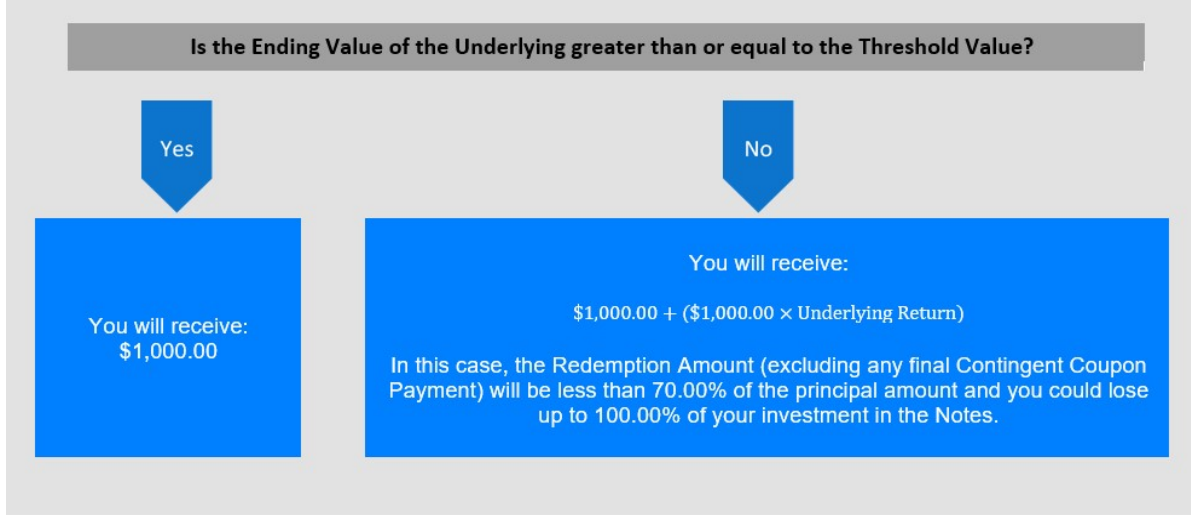 Is the Ending Value of the Underlying greater than or equal to the Threshold Value?
Yes
No
You will receive:
$1,000.00
You will receive:
$1,000.00 + ($1,000.00 × Underlying Return)
In this case, the Redemption Amount (excluding any final Contingent Coupon
Payment) will be less than 70.00% of the principal amount and you could lose
up to 100.00% of your investment in the Notes.